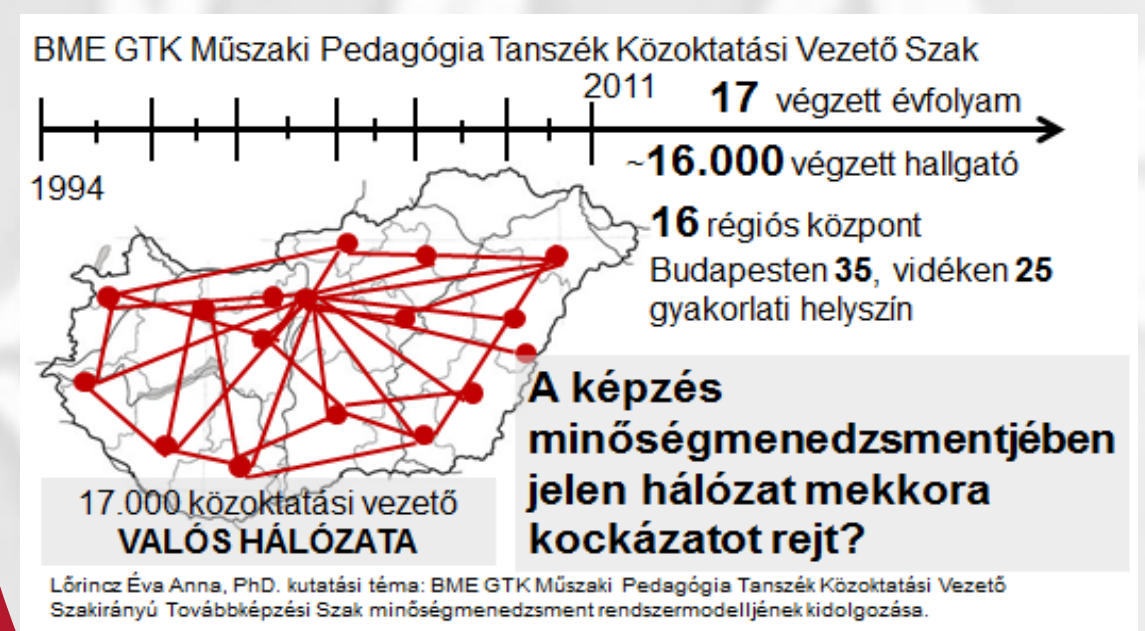 BME GTK Műszaki Pedagógia Tanszék Közoktatási Vezető Szak
2011
17 végzett évfolyam
1994
~16.000 végzett hallgató
16 régiós központ
Budapesten 35, vidéken 25
gyakorlati helyszín
A képzés
minőségmenedzsmentjében
jelen hálózat mekkora
kockázatot rejt?
17.000 közoktatási vezető
VALÓS HÁLÓZATA
Lőrincz Éva Anna, PhD. kutatási téma: BME GTK Műszaki Pedagógia Tanszék Közoktatási Vezető
Szakirányú Továbbképzési Szak minőségmenedzsment rendszermodelljének kidolgozása.